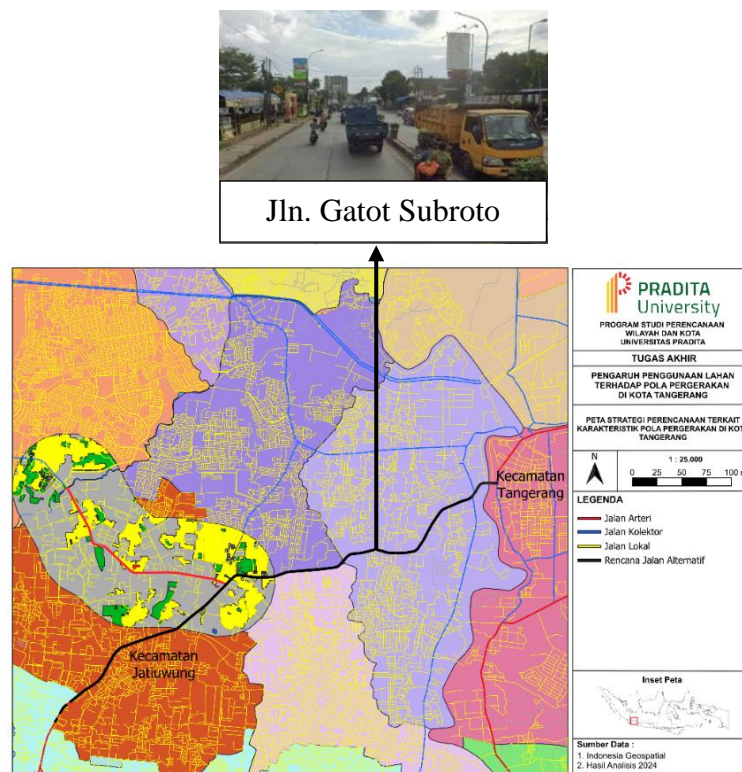 Jln. Gatot Subroto
PRADITA
University
PROGRAM STUDI PERENCANAAN
WILAYAH DAN KOTA
UNIVERSITAS PRADITA
TUGAS AKHIR
PENGARUH PENGGUNAAN LAHAN
TERHADAP POLA PERGERAKAN
DI KOTA TANGERANG
PETA STRATEGI PERENCANAAN TERKAIT
KARAKTERISTIK POLA PERGERAKAN DI KOT
TANGERANG
N
1 : 25.000
0 25 50 75 100 m
LEGENDA
Jalan Arteri
Jalan Kolektor
Jalan Lokal
Rencana Jalan Alternatif
Kecamatan
Tangerang
Kecamatan
Jatiuwung
Inset Peta
Sumber Data :
1. Indonesia Geospatial
2. Hasil Analisis 2024